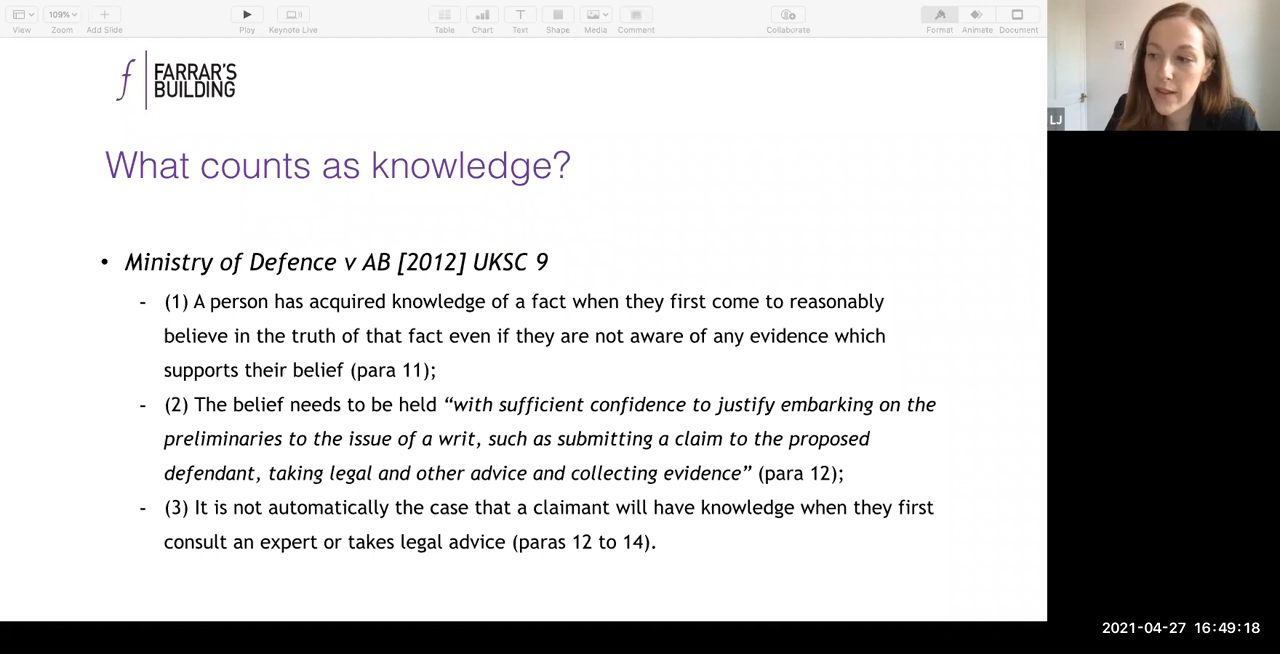 109%
View
Zoom
Add Slide
Play
Keynote Live
Table
Chart
Text
Shape
Media
Comment
Collaborate
Format
Animate
Document
f
FARRAR'S
BUILDING
LJ
What counts as knowledge?
• Ministry of Defence v AB [2012] UKSC 9
- (1) A person has acquired knowledge of a fact when they first come to reasonably
believe in the truth of that fact even if they are not aware of any evidence which
supports their belief (para 11);
- (2) The belief needs to be held “with sufficient confidence to justify embarking on the
preliminaries to the issue of a writ, such as submitting a claim to the proposed
defendant, taking legal and other advice and collecting evidence” (para 12);
- (3) It is not automatically the case that a claimant will have knowledge when they first
consult an expert or takes legal advice (paras 12 to 14).
2021-04-27 16:49:18